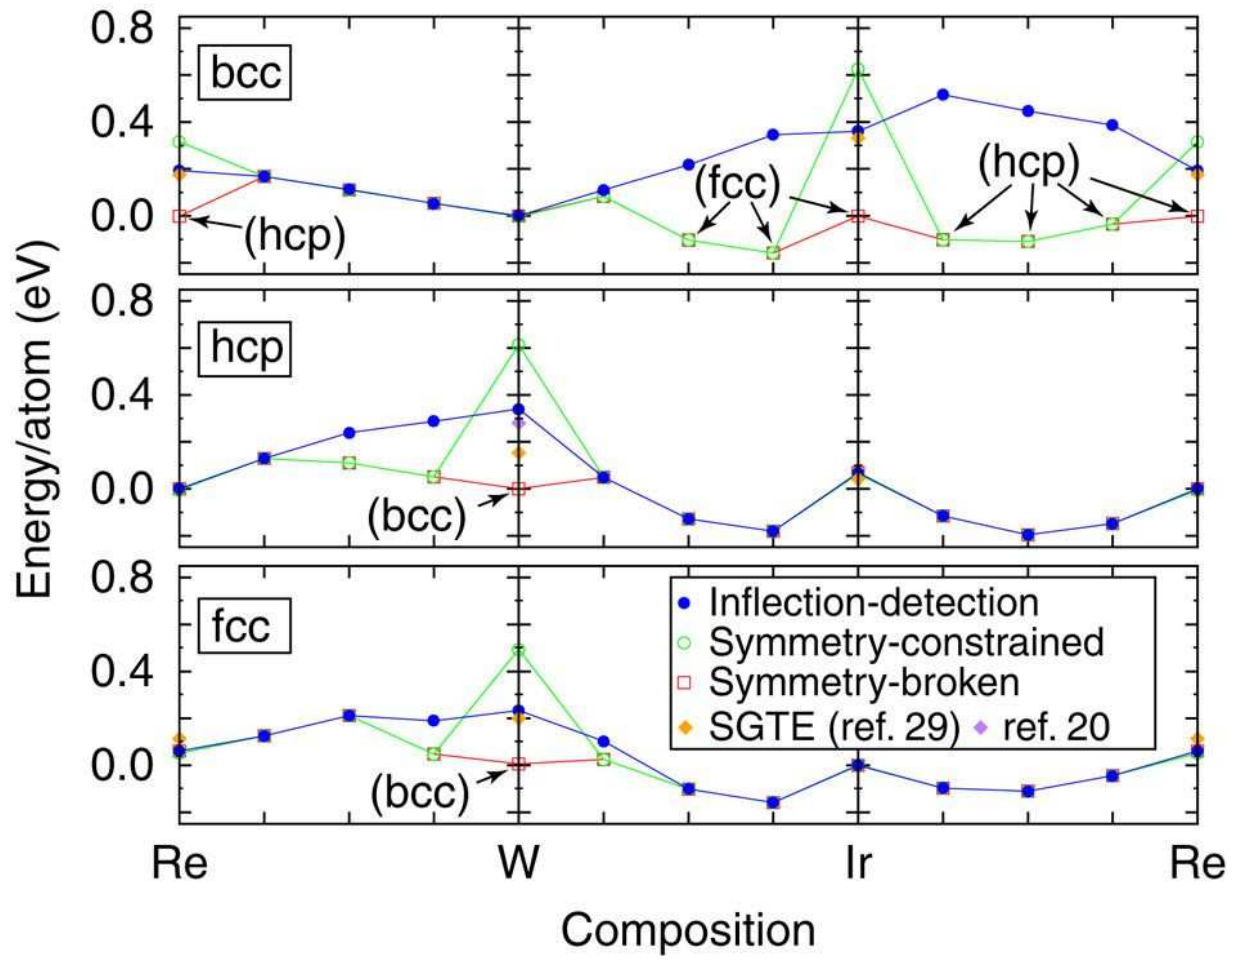 0.8
bcc
0.4
(fcc)
(hcp)
0.0
(hcp)
Energy/atom (eV)
0.8
hcp
0.4
0.0
(bcc)
0.8
fcc
Inflection-detection
Symmetry-constrained
0.4
Symmetry-broken
SGTE (ref. 29) ref. 20
0.0
(bcc)
Re W Ir Re
Composition